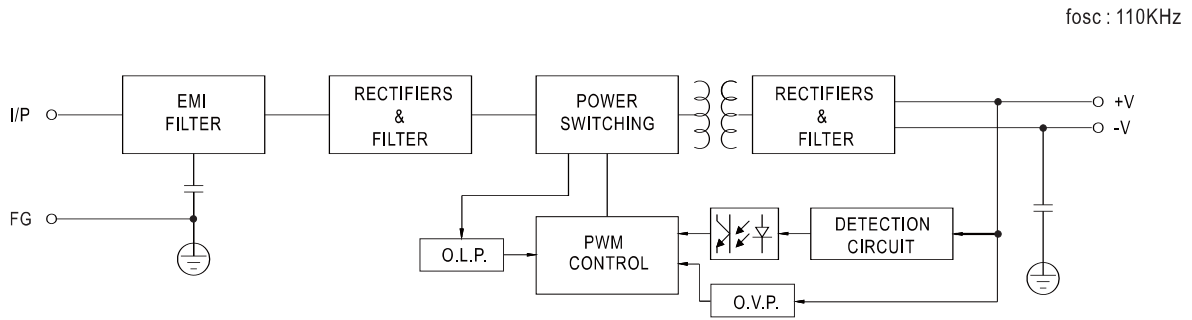 fosc : 110KHz
I/P
EMI
FILTER
RECTIFIERS
&
FILTER
POWER
SWITCHING
RECTIFIERS
&
FILTER
+V
-V
FG
O.L.P.
PWM
CONTROL
DETECTION
CIRCUIT
O.V.P.